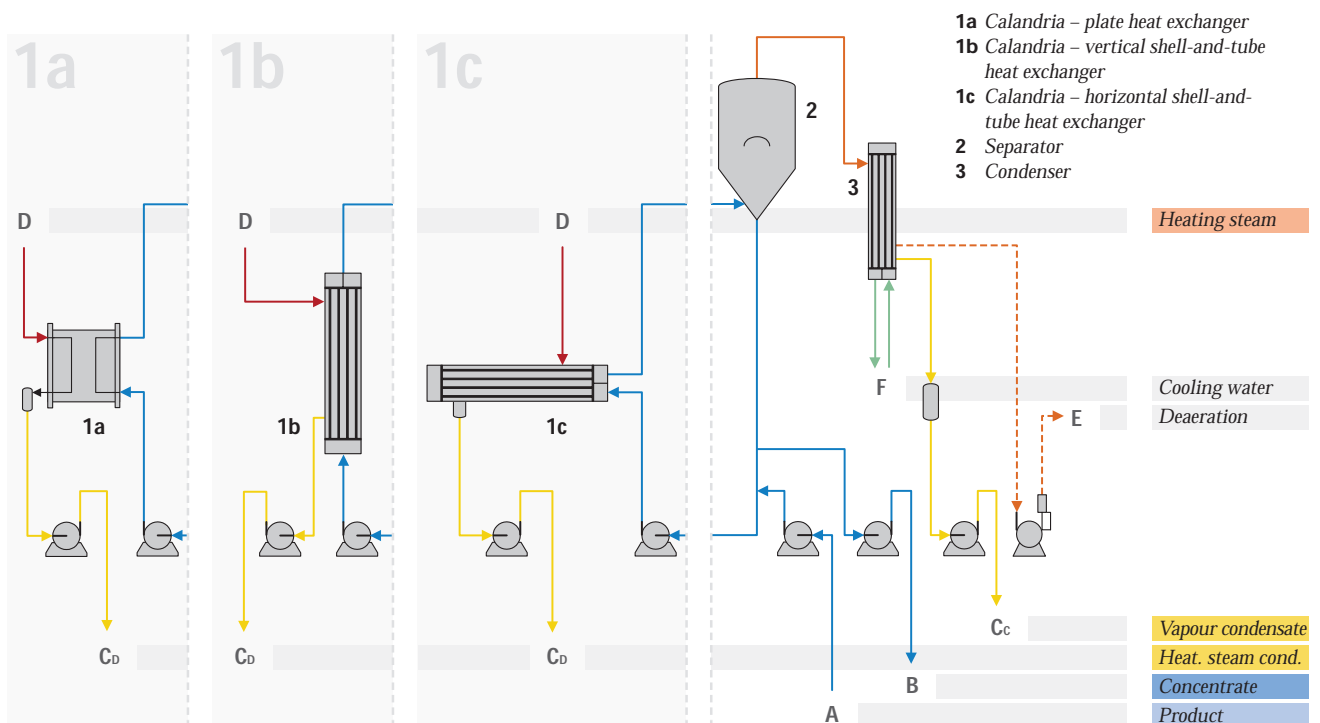 1a
1b
1c
1a Calandria – plate heat exchanger
1b Calandria – vertical shell-and-tube
heat exchanger
1c Calandria – horizontal shell-and-
tube heat exchanger
2 Separator
3 Condenser
2
3
D
D
D
Heating steam
F
Cooling water
E
Deaeration
1a
1b
1c
Cc
Vapour condensate
CD
CD
CD
Heat. steam cond.
B
Concentrate
A
Product